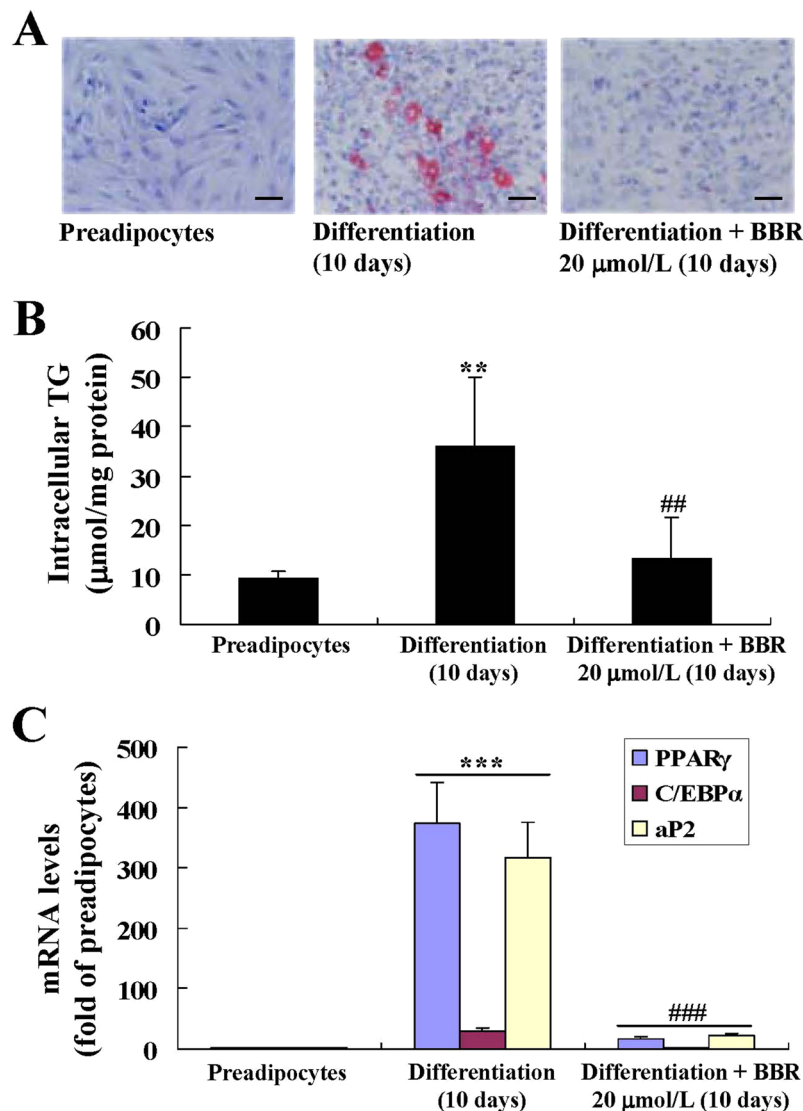 A
Preadipocytes
Differentiation
(10 days)
Differentiation + BBR
20 μmol/L (10 days)
B
Intracellular TG
(μmol/mg protein)
60
50
40
30
20
10
0
**
##
Preadipocytes
Differentiation
(10 days)
Differentiation + BBR
20 μmol/L (10 days)
C
mRNA levels
(fold of preadipocytes)
500
400
300
200
100
0
***
###
PPARγ
C/EBPα
aP2
Preadipocytes
Differentiation
(10 days)
Differentiation + BBR
20 μmol/L (10 days)